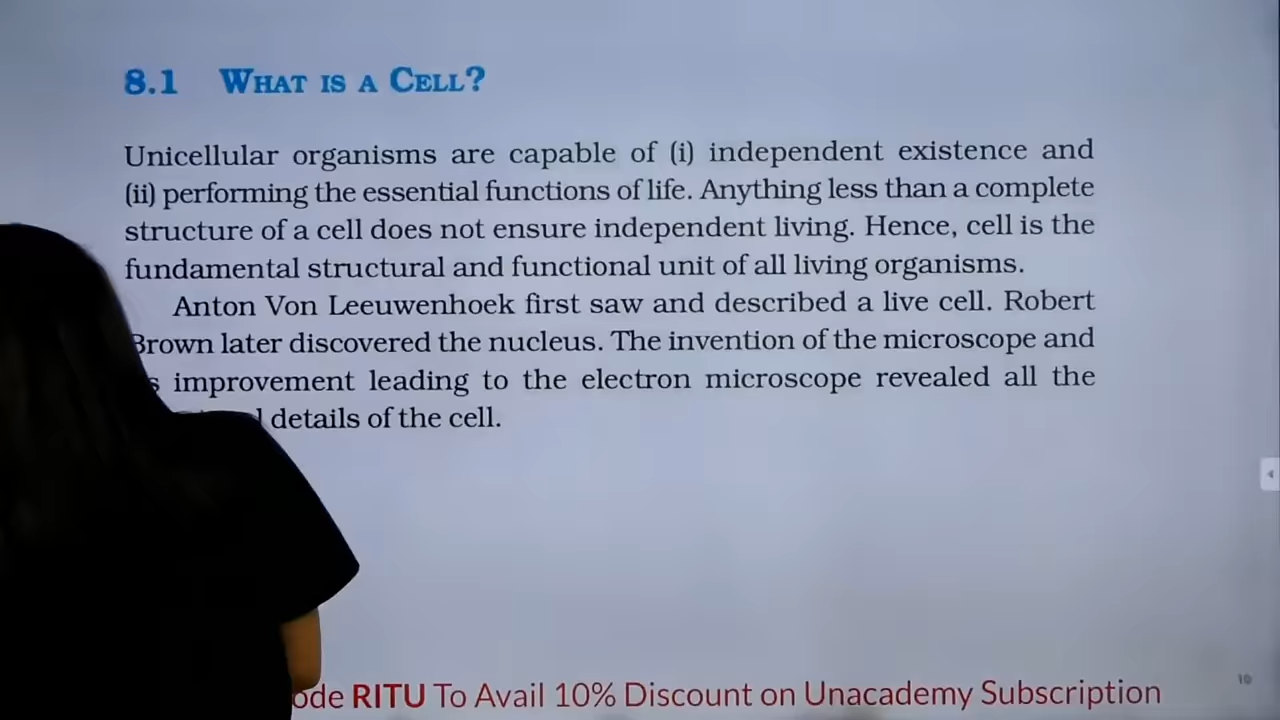 8.1 WHAT IS A CELL?
Unicellular organisms are capable of (i) independent existence and
(ii) performing the essential functions of life. Anything less than a complete
structure of a cell does not ensure independent living. Hence, cell is the
fundamental structural and functional unit of all living organisms.
Anton Von Leeuwenhoek first saw and described a live cell. Robert
Brown later discovered the nucleus. The invention of the microscope and
improvement leading to the electron microscope revealed all the
details of the cell.
RITU To Avail 10% Discount on Unacademy Subscription
10